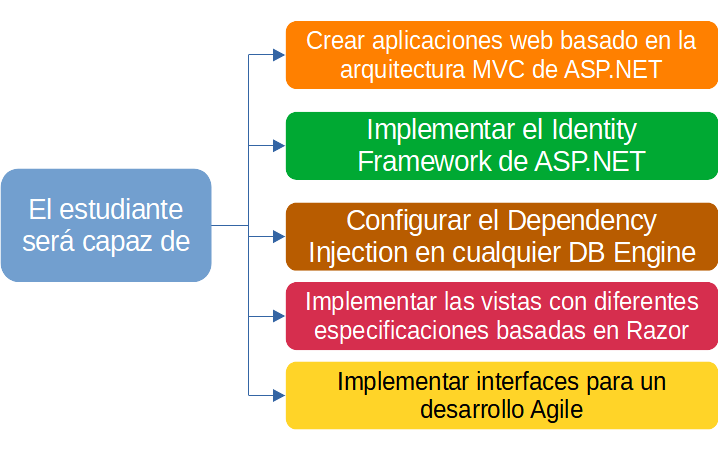 El estudiante
será capaz de
Crear aplicaciones web basado en la
arquitectura MVC de ASP.NET
Implementar el Identity
Framework de ASP.NET
Configurar el Dependency
Injection en cualquier DB Engine
Implementar las vistas con diferentes
especificaciones basadas en Razor
Implementar interfaces para un
desarrollo Agile